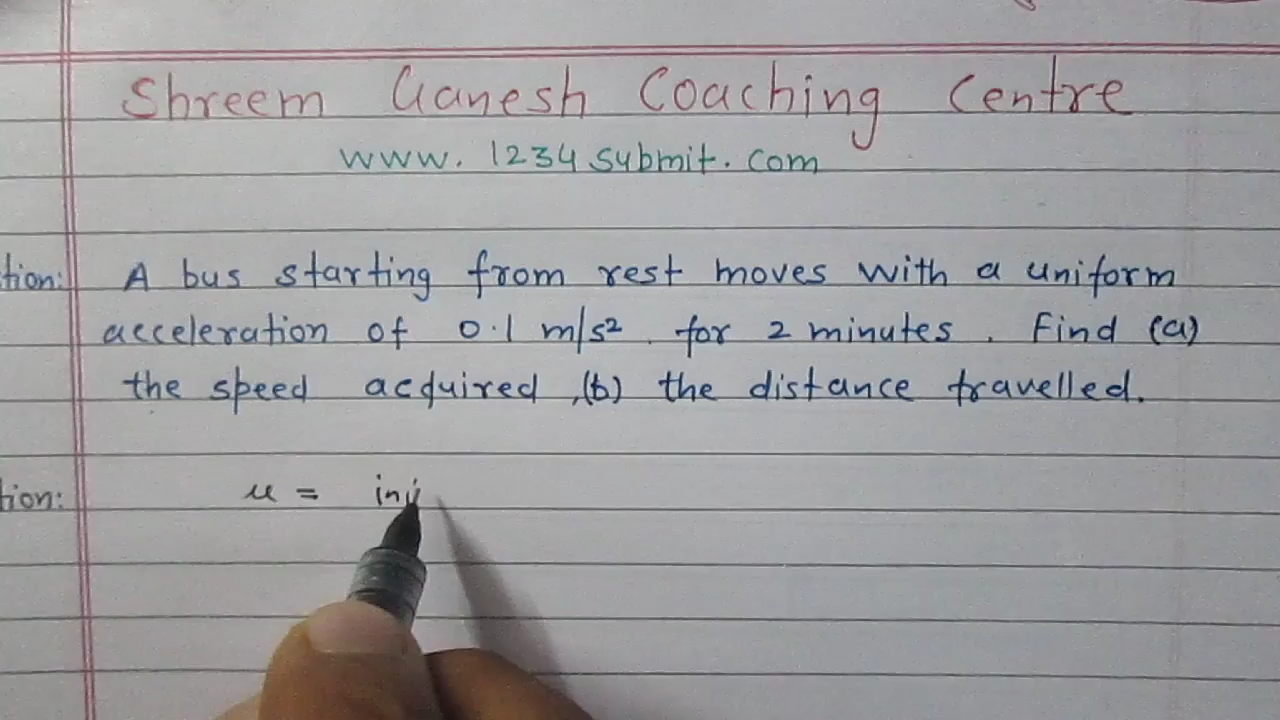 Shreem Ganesh Coaching Centre
www.1234submit.com
tion: A bus starting from rest moves with a uniform
acceleration of 0.1 m/s² for 2 minutes. Find (a)
the speed acquired, (b) the distance travelled.
tion: u = ini